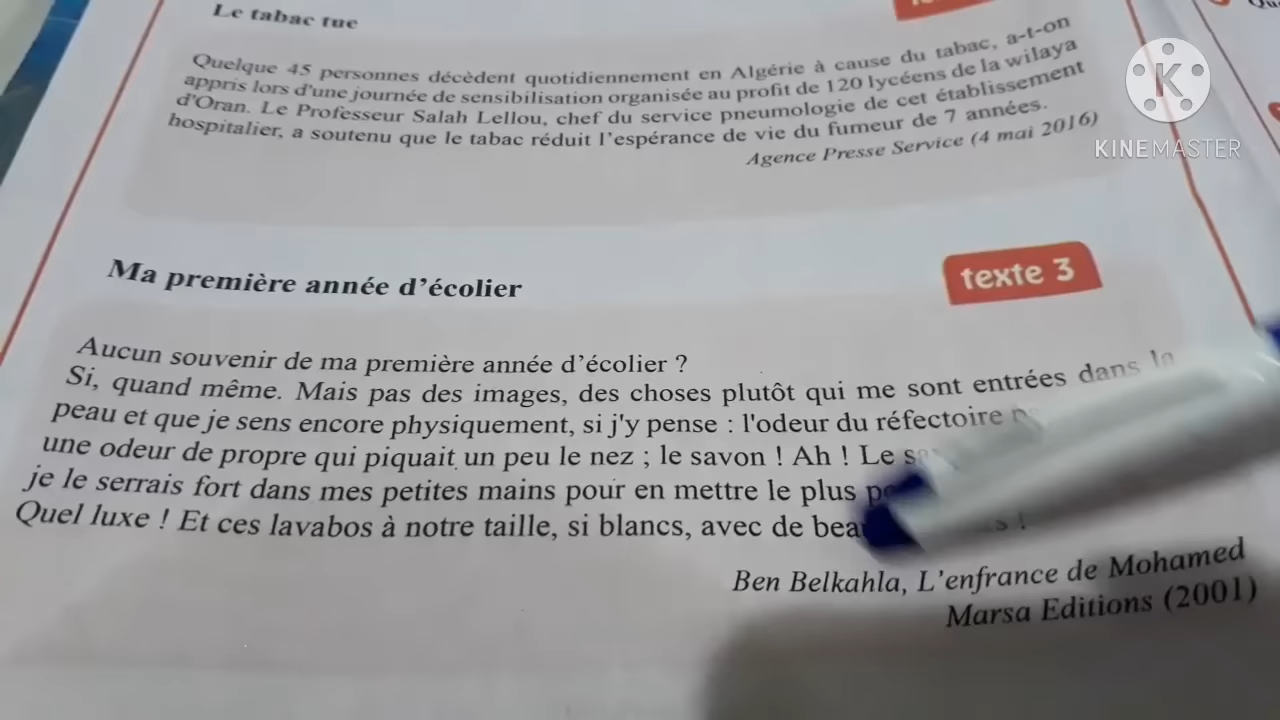 Le tabac tue
Quelque 45 personnes décèdent quotidiennement en Algérie à cause du tabac, a-t-on
appris lors d'une journée de sensibilisation organisée au profit de 120 lycéens de la wilaya
d'Oran. Le Professeur Salah Lellou, chef du service pneumologie de cet établissement
hospitalier, a soutenu que le tabac réduit l'espérance de vie du fumeur de 7 années.
Agence Presse Service (4 mai 2016)
KINEMASTER
Ma première année d'écolier
texte 3
Aucun souvenir de ma première année d'écolier ?
Si, quand même. Mais pas des images, des choses plutôt qui me sont entrées dans la
peau et que je sens encore physiquement, si j'y pense : l'odeur du réfectoire
une odeur de propre qui piquait un peu le nez ; le savon ! Ah ! Le
je le serrais fort dans mes petites mains pour en mettre le plus
Quel luxe ! Et ces lavabos à notre taille, si blancs, avec de
Ben Belkahla, L'enfrance de Mohamed
Marsa Editions (2001)